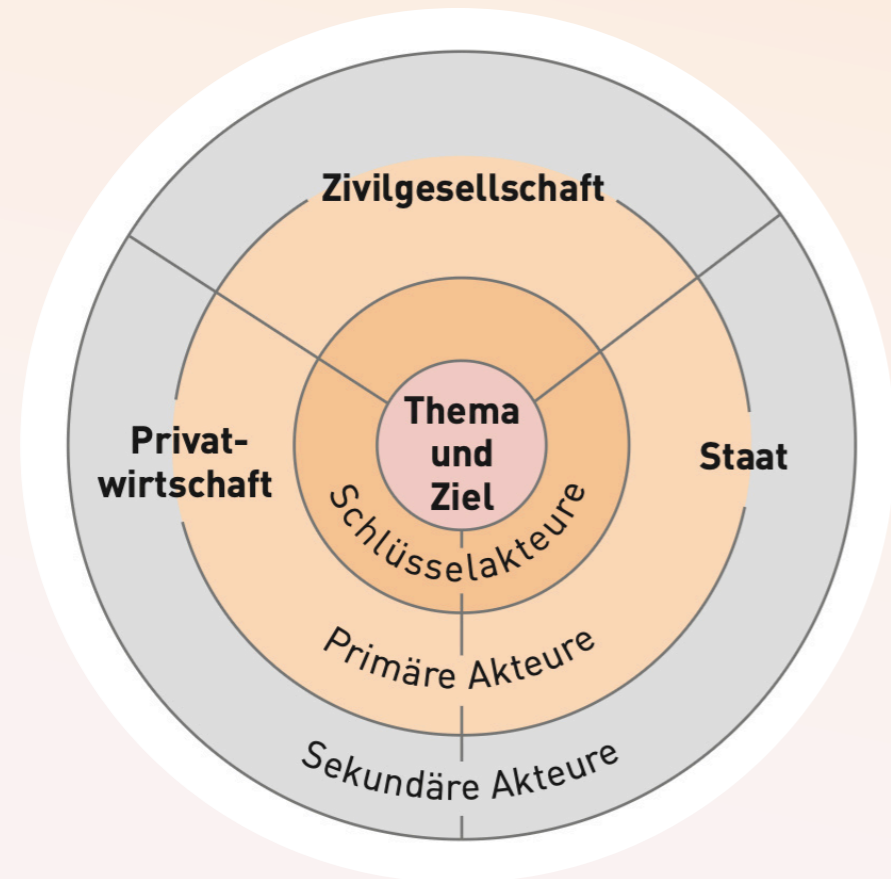 Zivilgesellschaft
Privat-
wirtschaft
Thema
und
Ziel
Staat
Schlüsselakteure
Primäre Akteure
Sekundäre Akteure